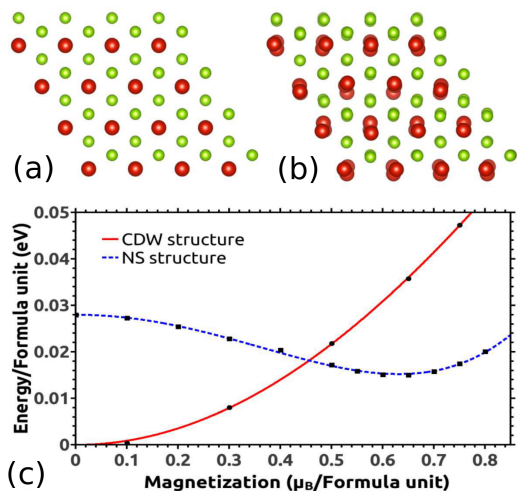 (a)
(b)
(c)
Energy/Formula unit (eV)
0.05
0.04
0.03
0.02
0.01
0
CDW structure
NS structure
0.1 0.2 0.3 0.4 0.5 0.6 0.7 0.8
Magnetization (μB/Formula unit)